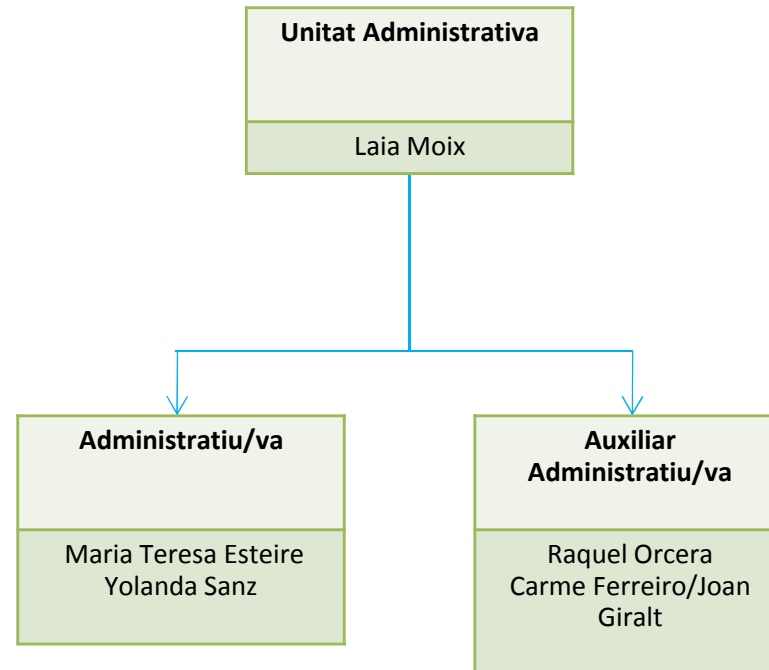 Unitat Administrativa
Laia Moix
Administratiu/va
Maria Teresa Esteire
Yolanda Sanz
Auxiliar
Administratiu/va
Raquel Orcera
Carme Ferreiro/Joan
Giralt